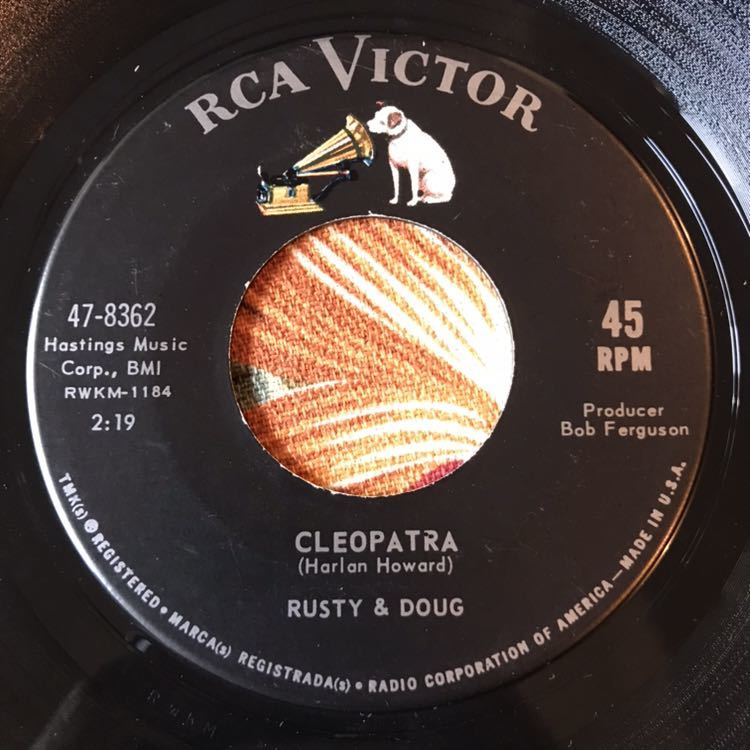 RCA VICTOR
47-8362
Hastings Music
Corp., BMI
RWKM-1184
2:19
45
RPM
Producer
Bob Ferguson
CLEOPATRA
(Harlan Howard)
RUSTY & DOUG
TMK(s) ® REGISTERED • MARCA(s) REGISTRADA(s) • RADIO CORPORATION OF AMERICA—MADE IN U.S.A.
RWKM